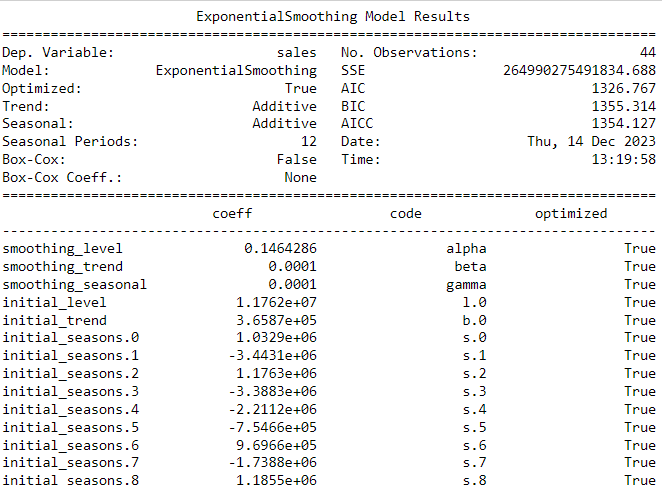 ExponentialSmoothing Model Results
================================================================================
Dep. Variable: sales No. Observations: 44
Model: ExponentialSmoothing SSE 264990275491834.688
Optimized: True AIC 1326.767
Trend: Additive BIC 1355.314
Seasonal: Additive AICC 1354.127
Seasonal Periods: 12 Date: Thu, 14 Dec 2023
Box-Cox: False Time: 13:19:58
Box-Cox Coeff.: None
================================================================================
coeff code optimized
--------------------------------------------------------------------------------
smoothing_level 0.1464286 alpha True
smoothing_trend 0.0001 beta True
smoothing_seasonal 0.0001 gamma True
initial_level 1.1762e+07 l.0 True
initial_trend 3.6587e+05 b.0 True
initial_seasons.0 1.0329e+06 s.0 True
initial_seasons.1 -3.4431e+06 s.1 True
initial_seasons.2 1.1763e+06 s.2 True
initial_seasons.3 -3.3883e+06 s.3 True
initial_seasons.4 -2.2112e+06 s.4 True
initial_seasons.5 -7.5466e+05 s.5 True
initial_seasons.6 9.6966e+05 s.6 True
initial_seasons.7 -1.7388e+06 s.7 True
initial_seasons.8 1.1855e+06 s.8 True